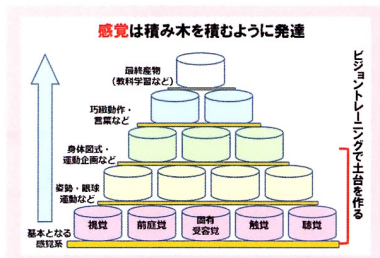 感覚は積み木を積むように発達
最終産物
(教科学習など)
巧緻動作・
言葉など
身体図式・
運動企画など
姿勢・眼球
運動など
基本となる
感覚系
視覚
前庭覚
固有
受容覚
触覚
聴覚
ビジョントレーニングで土台を作る